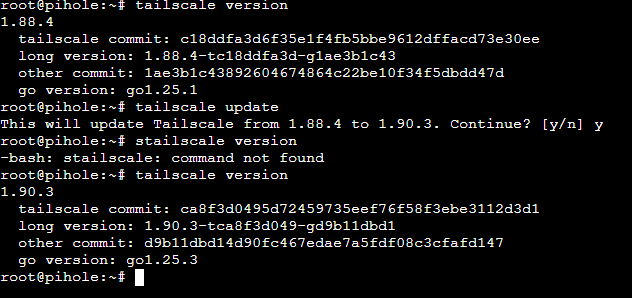 root@pihole:~# tailscale version
1.88.4
  tailscale commit: c18ddfa3d6f35e1f4fb5bbe9612dffacd73e30ee
  long version: 1.88.4-tc18ddfa3d-g1ae3b1c43
  other commit: 1ae3b1c43892604674864c22be10f34f5dbdd47d
  go version: go1.25.1
root@pihole:~# tailscale update
This will update Tailscale from 1.88.4 to 1.90.3. Continue? [y/n] y
root@pihole:~# stailscale version
-bash: stailscale: command not found
root@pihole:~# tailscale version
1.90.3
  tailscale commit: ca8f3d0495d72459735eef76f58f3ebe3112d3d1
  long version: 1.90.3-tca8f3d049-gd9b11dbd1
  other commit: d9b11dbd14d90fc467edae7a5fdf08c3cfafd147
  go version: go1.25.3
root@pihole:~#